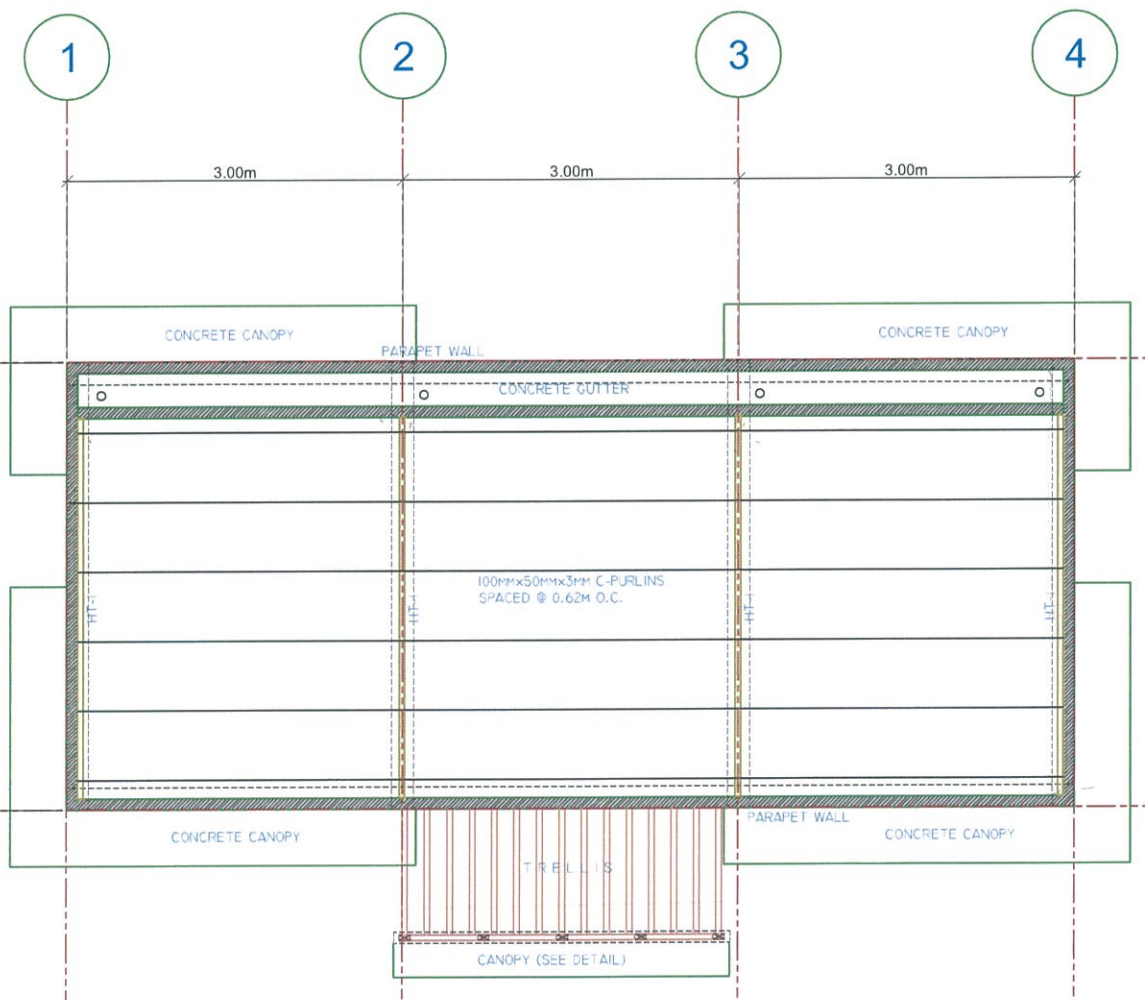 1
2
3
4
3.00m
3.00m
3.00m
CONCRETE CANOPY
CONCRETE CANOPY
PARAPET WALL
CONCRETE GUTTER
100MMx50MMx3MM C-PURLINS
SPACED @ 0.62M O.C.
HT-1
HT-1
HT-1
HT-1
PARAPET WALL
CONCRETE CANOPY
CONCRETE CANOPY
TRELLIS
CANOPY (SEE DETAIL)